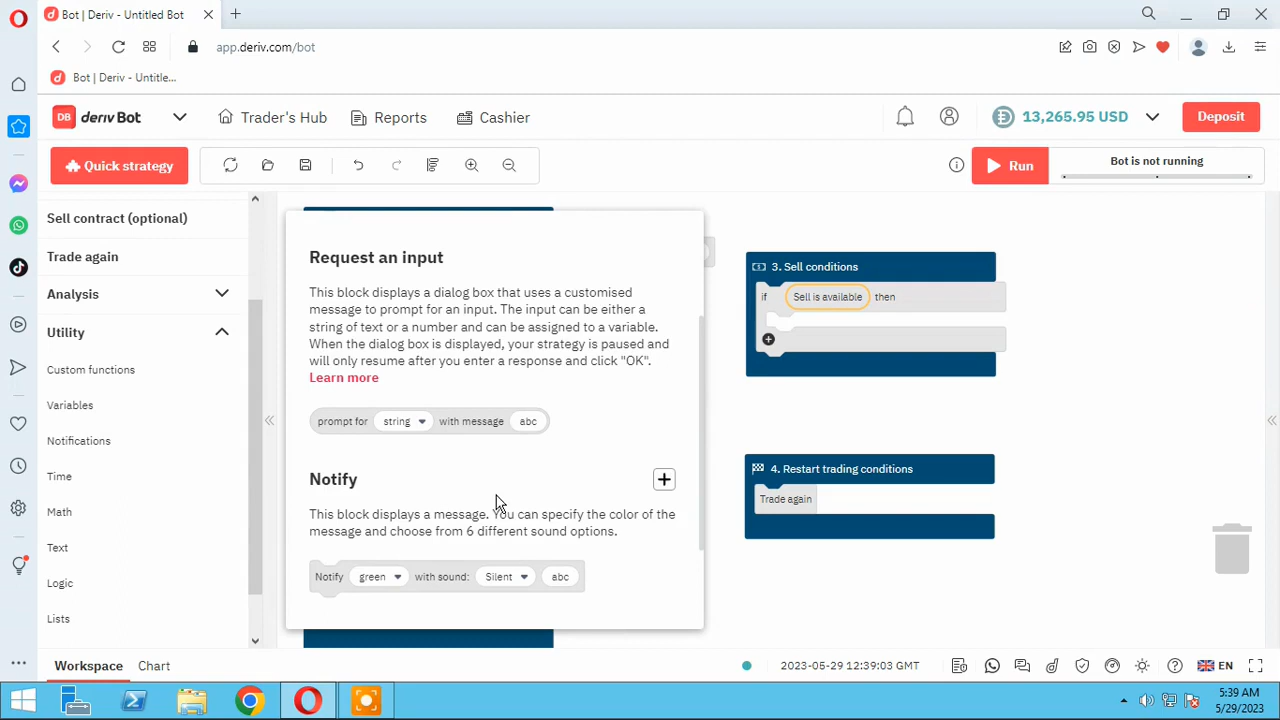 Bot | Deriv - Untitled Bot
app.deriv.com/bot
Bot | Deriv - Untitle...
DB deriv Bot
Trader's Hub
Reports
Cashier
13,265.95 USD
Deposit
Quick strategy
Run
Bot is not running
Sell contract (optional)
Trade again
Analysis
Utility
Custom functions
Variables
Notifications
Time
Math
Text
Logic
Lists
Request an input
This block displays a dialog box that uses a customised
message to prompt for an input. The input can be either a
string of text or a number and can be assigned to a variable.
When the dialog box is displayed, your strategy is paused and
will only resume after you enter a response and click "OK".
Learn more
prompt for string with message abc
Notify
This block displays a message. You can specify the color of the
message and choose from 6 different sound options.
Notify green with sound: Silent abc
3. Sell conditions
if Sell is available then
4. Restart trading conditions
Trade again
Workspace
Chart
2023-05-29 12:39:03 GMT
EN
5:39 AM
5/29/2023